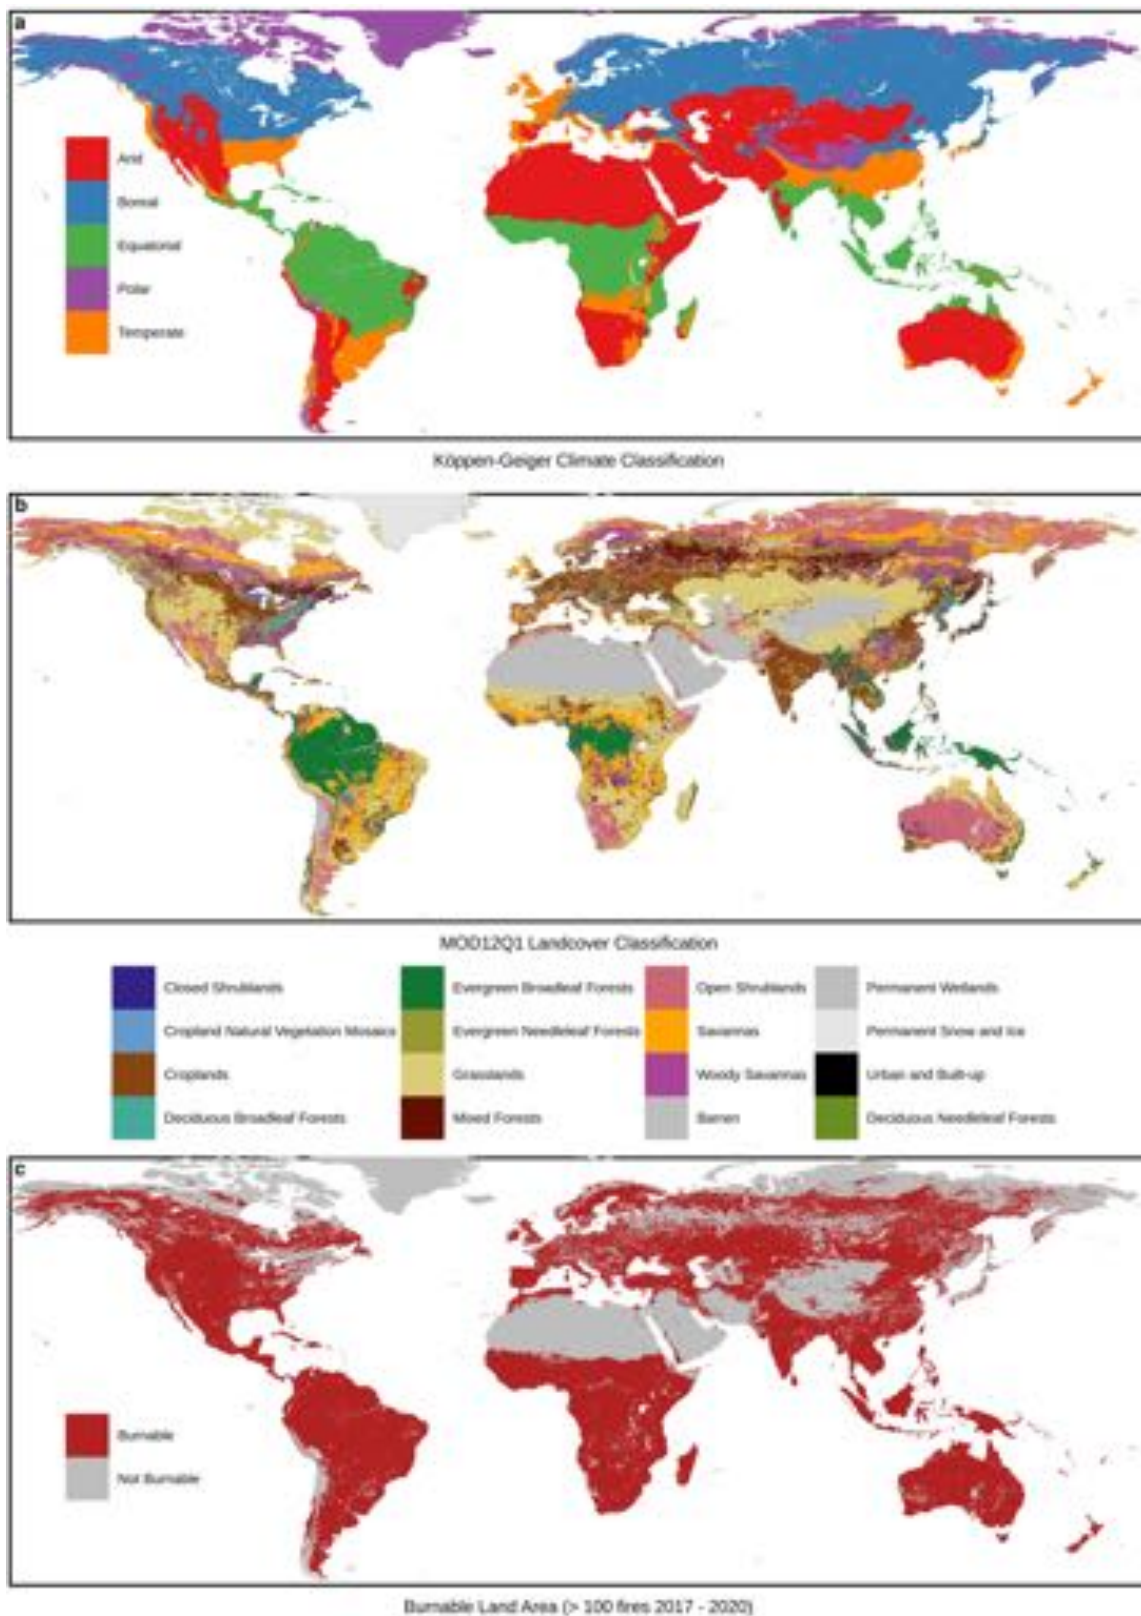 a
Arid
Boreal
Equatorial
Polar
Temperate
Köppen-Geiger Climate Classification
b
MOD12Q1 Landcover Classification
Closed Shrublands
Evergreen Broadleaf Forests
Open Shrublands
Permanent Wetlands
Cropland Natural Vegetation Mosaics
Evergreen Needleleaf Forests
Savannas
Permanent Snow and Ice
Croplands
Grasslands
Woody Savannas
Urban and Built-up
Deciduous Broadleaf Forests
Mixed Forests
Barren
Deciduous Needleleaf Forests
c
Burnable
Not Burnable
Burnable Land Area (> 100 fires 2017 - 2020)